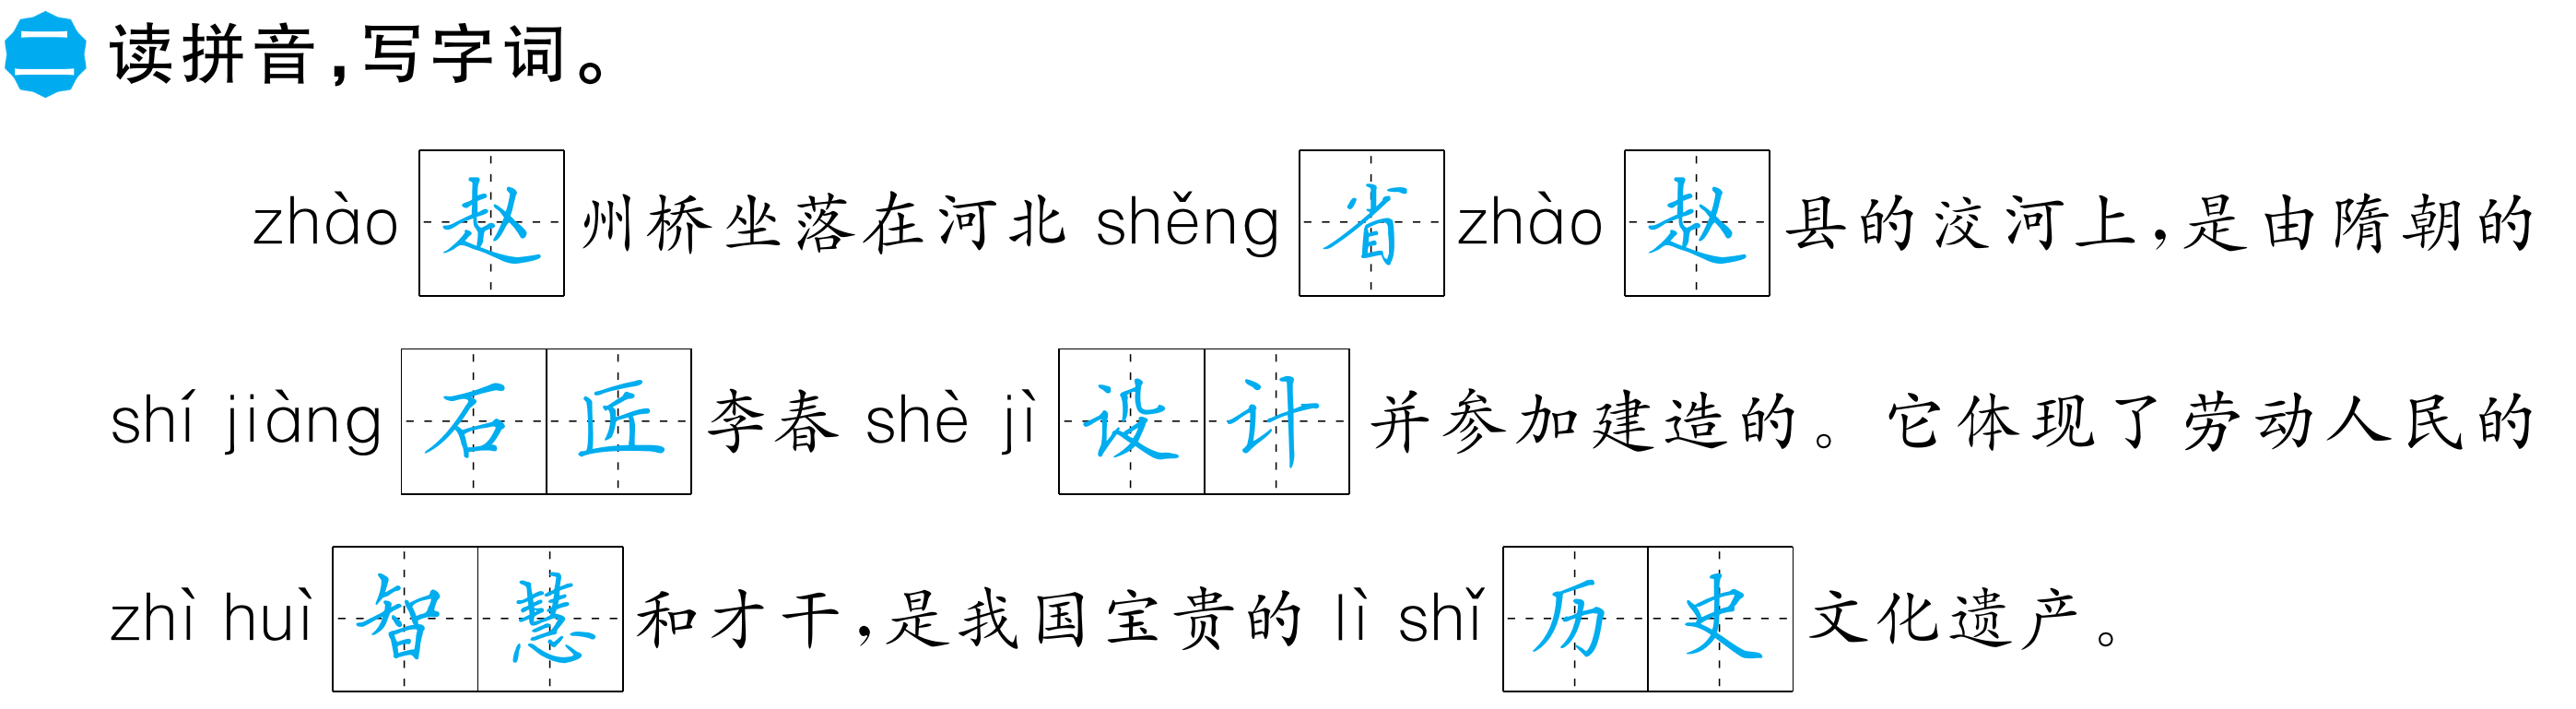 二 读拼音,写字词。
zhào 赵 州桥坐落在河北 shěng 省 zhào 赵 县的洨河上,是由隋朝的
shí jiàng 石匠 李春 shè jì 设计 并参加建造的。它体现了劳动人民的
zhì huì 智慧 和才干,是我国宝贵的 lì shǐ 历史 文化遗产。